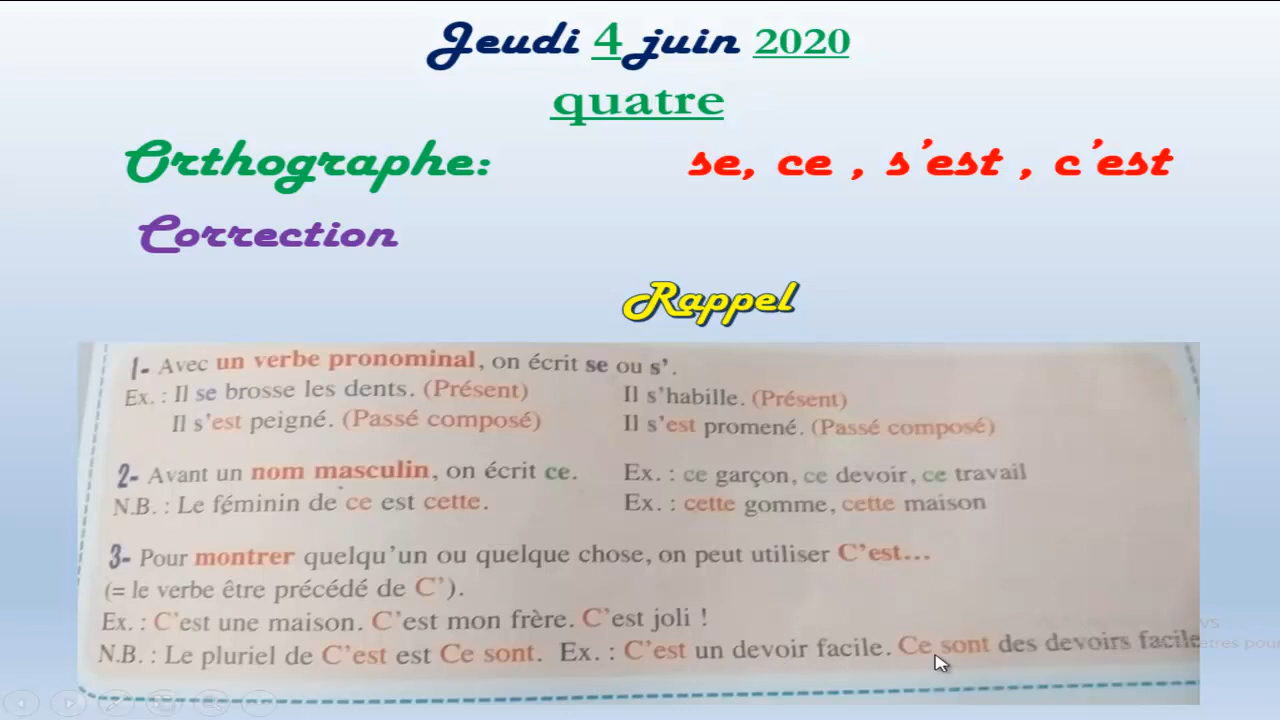 Jeudi 4 juin 2020
quatre
Orthographe: se, ce , s'est , c'est
Correction
Rappel
1- Avec un verbe pronominal, on écrit se ou s'.
Ex. : Il se brosse les dents. (Présent) Il s'habille. (Présent)
Il s'est peigné. (Passé composé) Il s'est promené. (Passé composé)
2- Avant un nom masculin, on écrit ce. Ex. : ce garçon, ce devoir, ce travail
N.B. : Le féminin de ce est cette. Ex. : cette gomme, cette maison
3- Pour montrer quelqu'un ou quelque chose, on peut utiliser C'est...
(= le verbe être précédé de C').
Ex. : C'est une maison. C'est mon frère. C'est joli !
N.B. : Le pluriel de C'est est Ce sont. Ex. : C'est un devoir facile. Ce sont des devoirs facile